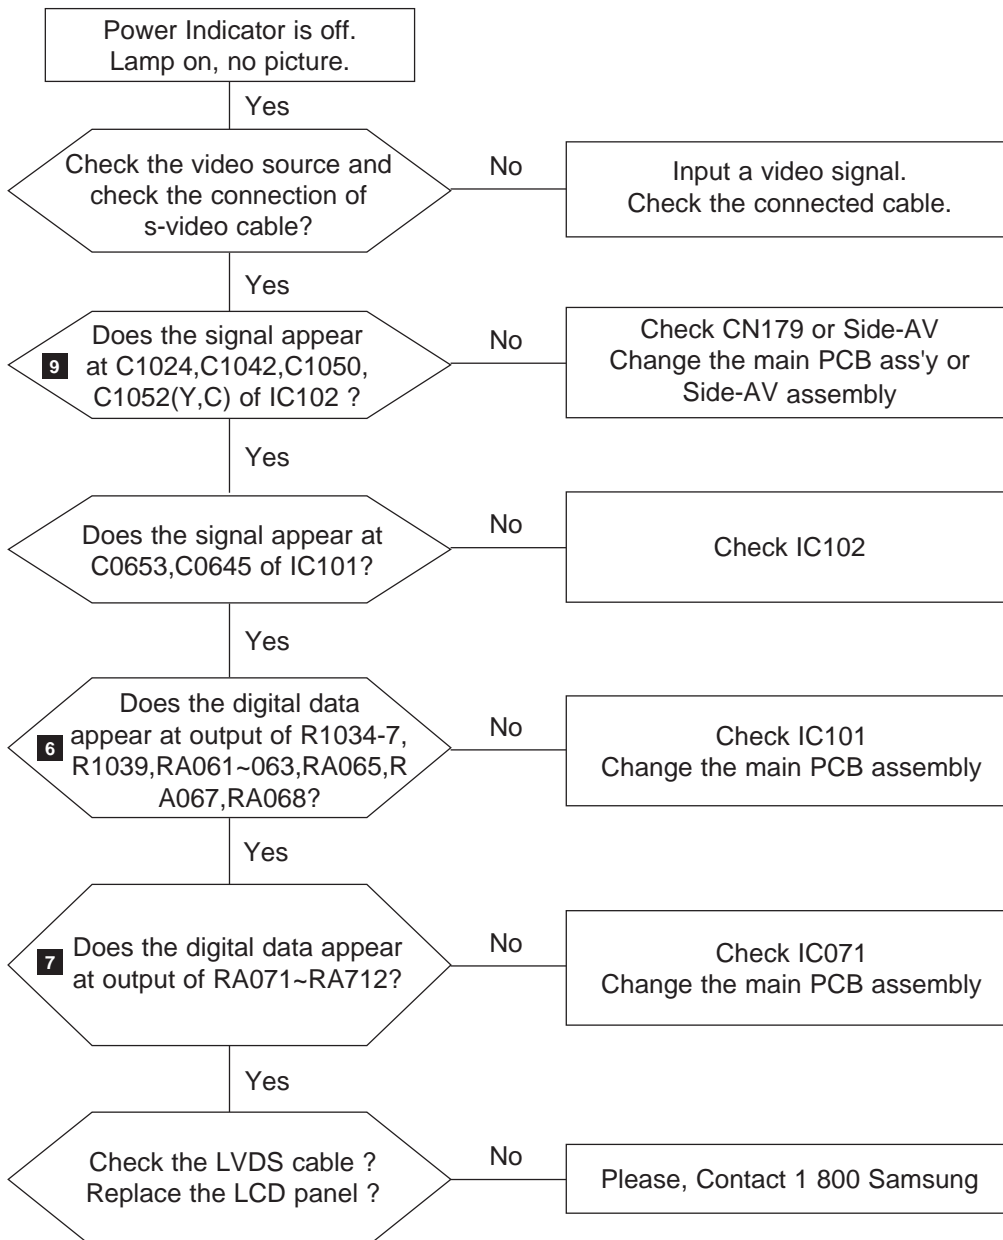 Power Indicator is off.
Lamp on, no picture.
Yes
Check the video source and
check the connection of
s-video cable?
No
Input a video signal.
Check the connected cable.
Yes
9
Does the signal appear
at C1024,C1042,C1050,
C1052(Y,C) of IC102 ?
No
Check CN179 or Side-AV
Change the main PCB ass'y or
Side-AV assembly
Yes
Does the signal appear at
C0653,C0645 of IC101?
No
Check IC102
Yes
6
Does the digital data
appear at output of R1034-7,
R1039,RA061~063,RA065,R
A067,RA068?
No
Check IC101
Change the main PCB assembly
Yes
7
Does the digital data appear
at output of RA071~RA712?
No
Check IC071
Change the main PCB assembly
Yes
Check the LVDS cable ?
Replace the LCD panel ?
No
Please, Contact 1 800 Samsung